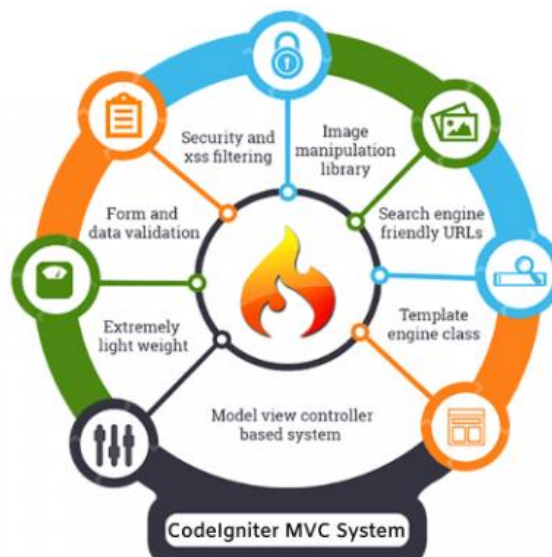 Security and
xss filtering
Image
manipulation
library
Form and
data validation
Search engine
friendly URLs
Extremely
light weight
Template
engine class
Model view controller
based system
CodeIgniter MVC System